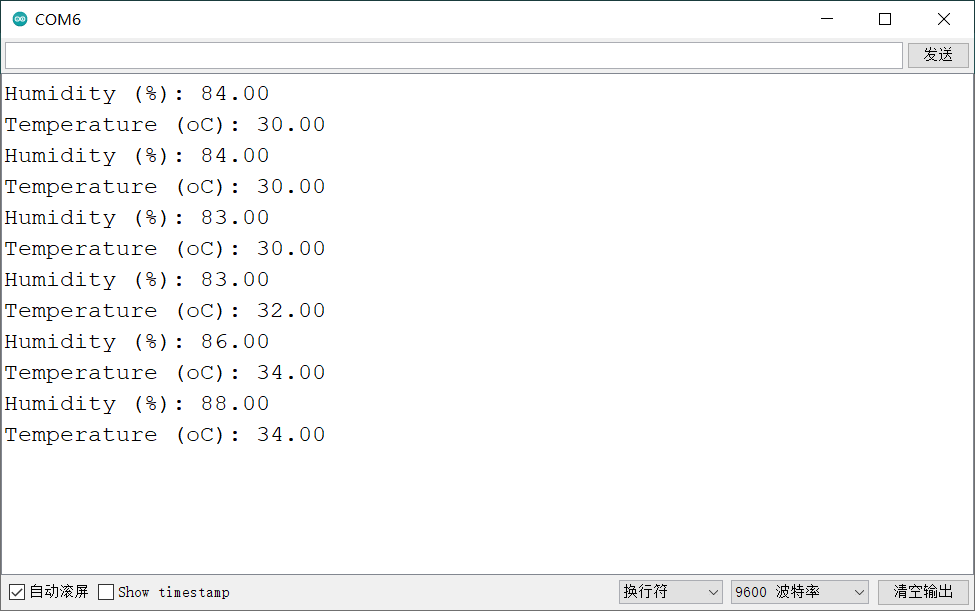 COM6
发送
Humidity (%): 84.00
Temperature (oC): 30.00
Humidity (%): 84.00
Temperature (oC): 30.00
Humidity (%): 83.00
Temperature (oC): 30.00
Humidity (%): 83.00
Temperature (oC): 32.00
Humidity (%): 86.00
Temperature (oC): 34.00
Humidity (%): 88.00
Temperature (oC): 34.00
自动滚屏 Show timestamp 换行符 9600 波特率 清空输出